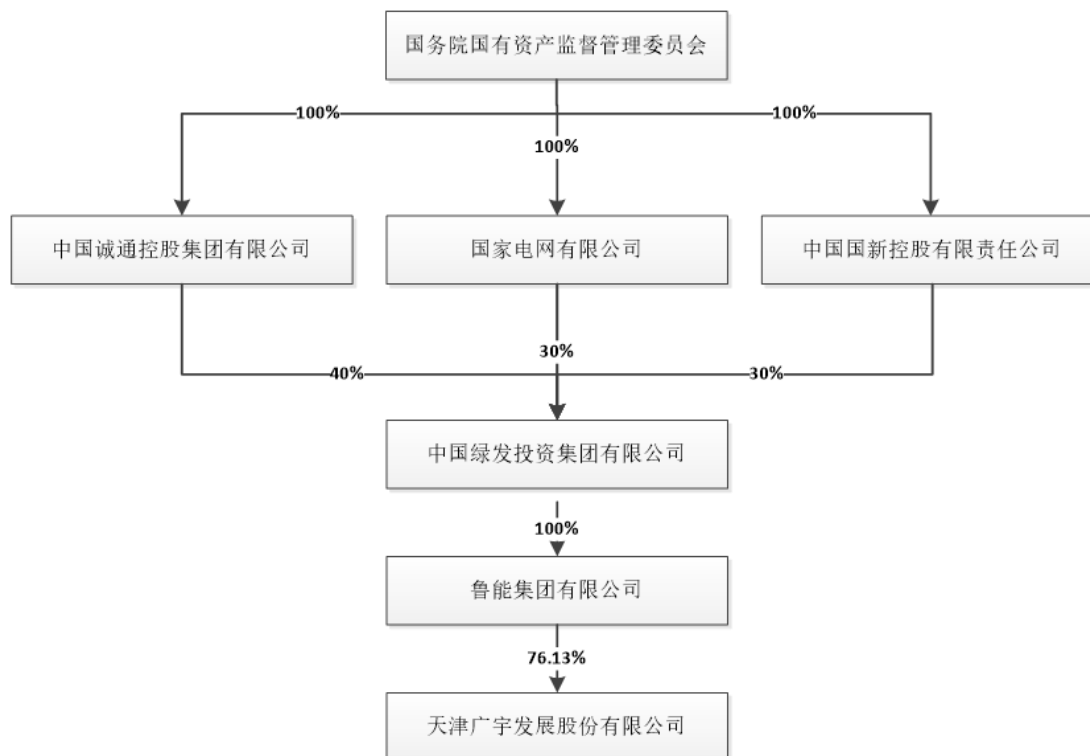 国务院国有资产监督管理委员会
100%
100%
100%
中国诚通控股集团有限公司
国家电网有限公司
中国国新控股有限责任公司
30%
40%
30%
中国绿发投资集团有限公司
100%
鲁能集团有限公司
76.13%
天津广宇发展股份有限公司